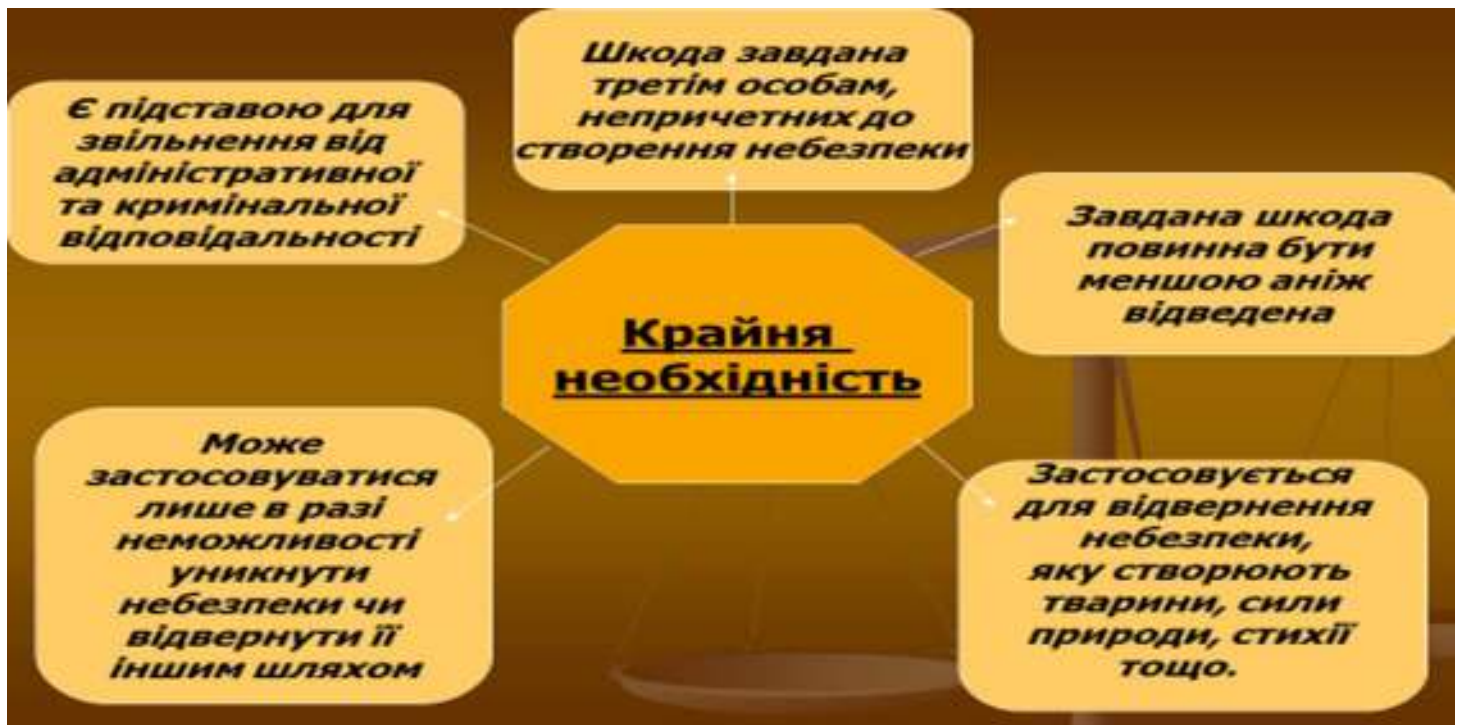 Шкода завдана
третім особам,
непричетних до
створення небезпеки
Є підставою для
звільнення від
адміністративної
та кримінальної
відповідальності
Завдана шкода
повинна бути
меншою аніж
відведена
Крайня
необхідність
Може
застосовуватися
лише в разі
неможливості
уникнути
небезпеки чи
відвернути її
іншим шляхом
Застосовується
для відвернення
небезпеки,
яку створюють
тварини, сили
природи, стихії
тощо.